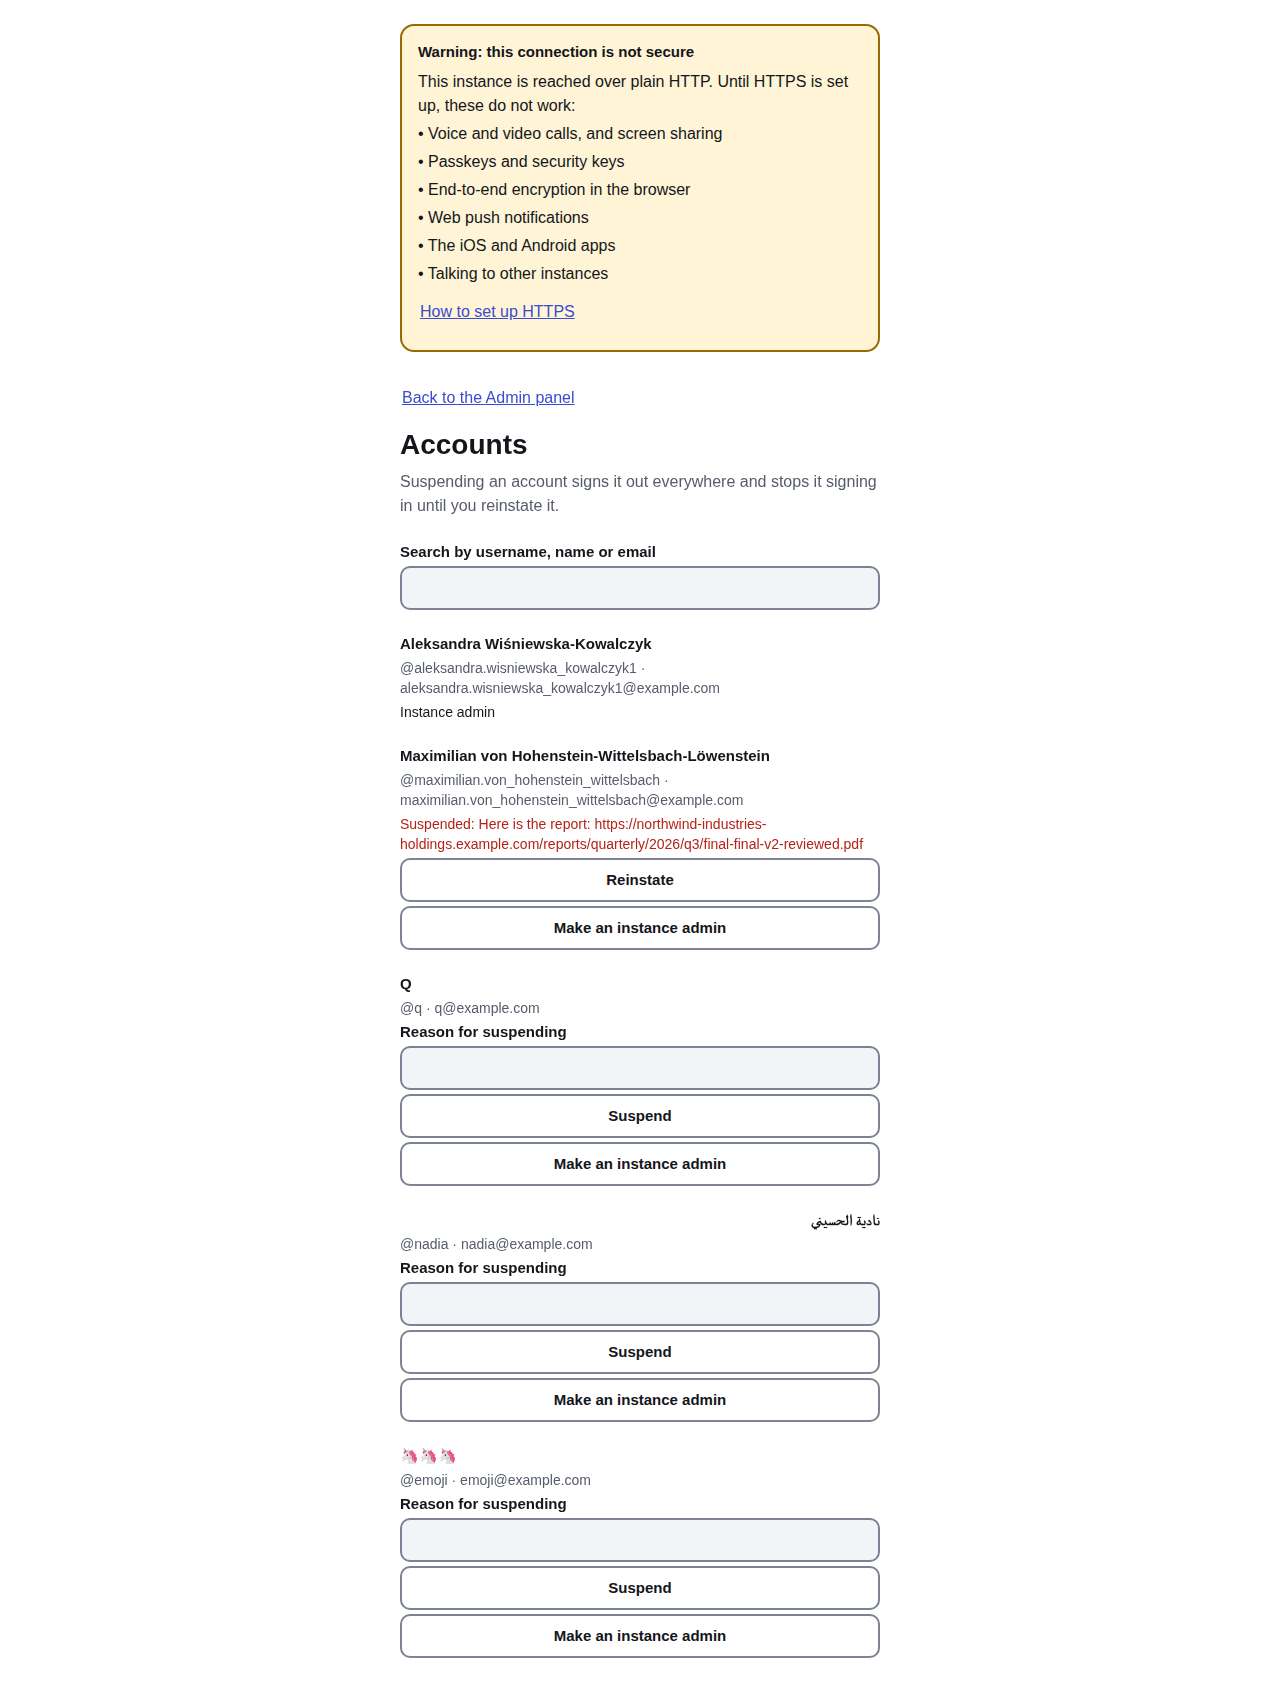 Warning: this connection is not secure
This instance is reached over plain HTTP. Until HTTPS is set
up, these do not work:
• Voice and video calls, and screen sharing
• Passkeys and security keys
• End-to-end encryption in the browser
• Web push notifications
• The iOS and Android apps
• Talking to other instances
How to set up HTTPS
Back to the Admin panel
Accounts
Suspending an account signs it out everywhere and stops it signing
in until you reinstate it.
Search by username, name or email
Aleksandra Wiśniewska-Kowalczyk
@aleksandra.wisniewska_kowalczyk1 ·
aleksandra.wisniewska_kowalczyk1@example.com
Instance admin
Maximilian von Hohenstein-Wittelsbach-Löwenstein
@maximilian.von_hohenstein_wittelsbach ·
maximilian.von_hohenstein_wittelsbach@example.com
Suspended: Here is the report: https://northwind-industries-
holdings.example.com/reports/quarterly/2026/q3/final-final-v2-reviewed.pdf
Reinstate
Make an instance admin
Q
@q · q@example.com
Reason for suspending
Suspend
Make an instance admin
نادية الحسيني
@nadia · nadia@example.com
Reason for suspending
Suspend
Make an instance admin
🦄🦄🦄
@emoji · emoji@example.com
Reason for suspending
Suspend
Make an instance admin